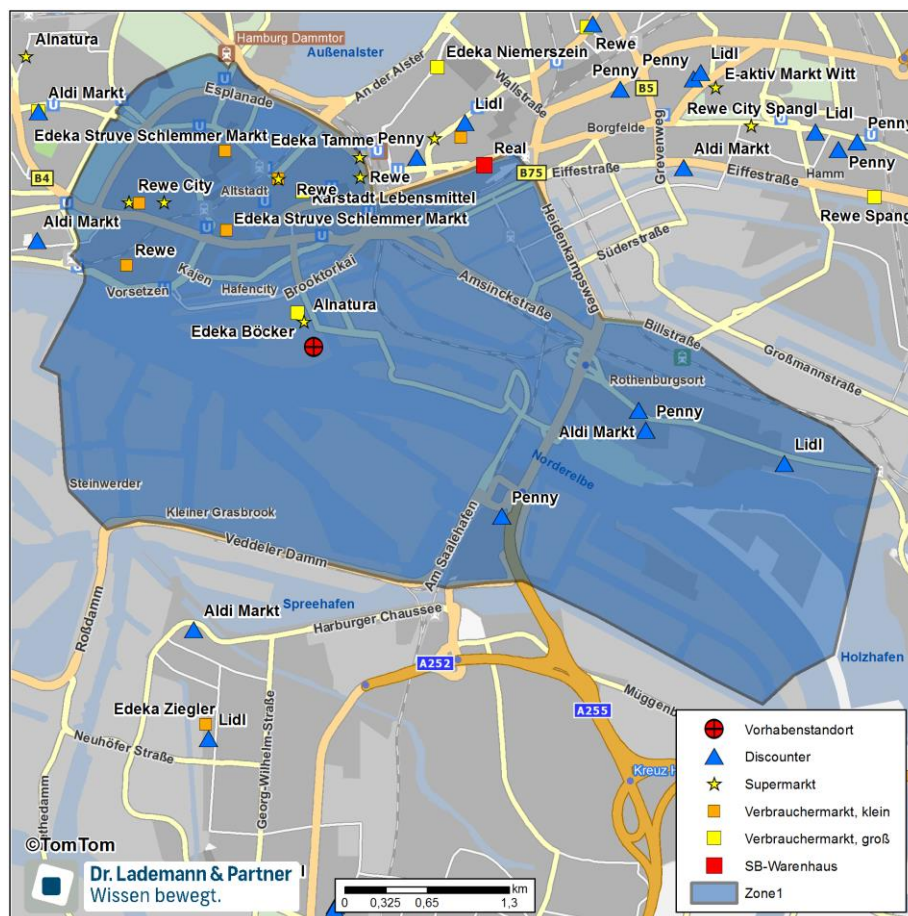 Hamburg Dammtor
Alnatura
Außenalster
Edeka Niemerszein
Rewe
Penny
Penny
Lidl
An der Alster
Wallstraße
B5
E-aktiv Markt Witt
Aldi Markt
Esplanade
Lidl
Borgfelde
Grevenweg
Rewe City Spangl
Lidl
Penny
Edeka Struve Schlemmer Markt
Edeka Tamme
Penny
Real
B75
Eiffestraße
Aldi Markt
Hamm
Penny
B4
Rewe City
Altstadt
Rewe
Rewe
Karstadt Lebensmittel
Eiffestraße
Rewe Spang
Aldi Markt
Edeka Struve Schlemmer Markt
Heidenkampsweg
Süderstraße
Rewe
Kajen
Vorsetzen
Hafencity
Brooktorkai
Amsinckstraße
Alnatura
Edeka Böcker
Billstraße
Großmannstraße
Rothenburgsort
Penny
Aldi Markt
Lidl
Norderelbe
Steinwerder
Penny
Kleiner Grasbrook
Veddeler Damm
Am Saalehafen
Spreehafen
Aldi Markt
Harburger Chaussee
Roßdamm
A252
Holzhafen
Edeka Ziegler
Lidl
Georg-Wilhelm-Straße
A255
Müggenb
Neuhöfer Straße
Kreuz H
ethedamm
©TomTom
Dr. Lademann & Partner
Wissen bewegt.
km
0 0,325 0,65 1,3
Vorhabenstandort
Discounter
Supermarkt
Verbrauchermarkt, klein
Verbrauchermarkt, groß
SB-Warenhaus
Zone1